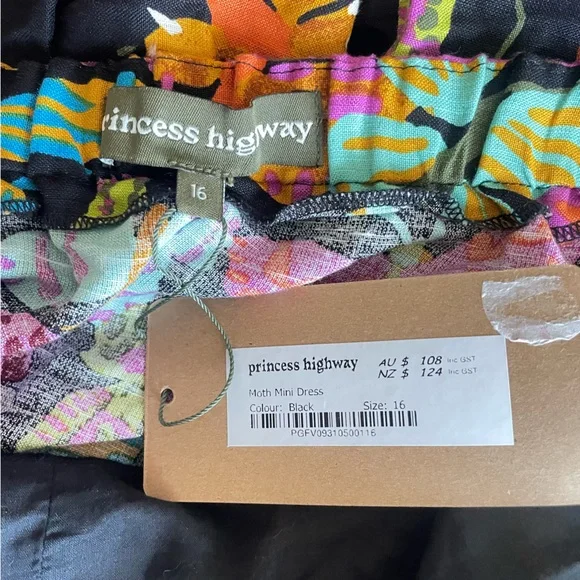 princess highway
16
princess highway AU $ 108 Inc GST
NZ $ 124 Inc GST
Moth Mini Dress
Colour: Black Size: 16
PGFV09310500116